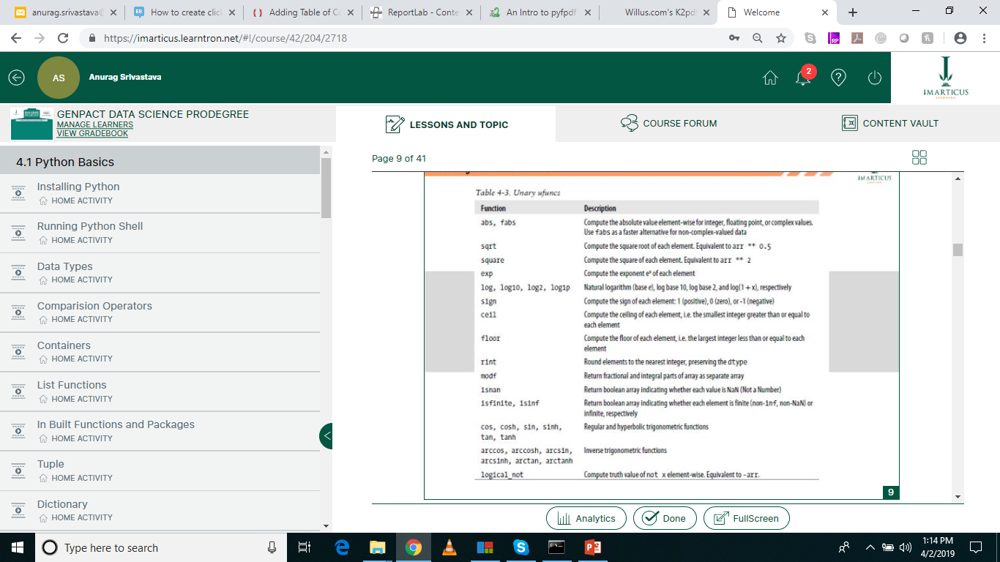 anurag.srivastava@
How to create clic
Adding Table of Co
ReportLab - Conte
An Intro to pyfpdf
Willus.com's K2pd
Welcome
https://imarticus.learntron.net/#!/course/42/204/2718
AS
Anurag Srivastava
2
IMARTICUS
LEARNING
GENPACT DATA SCIENCE PRODEGREE
MANAGE LEARNERS
VIEW GRADEBOOK
LESSONS AND TOPIC
COURSE FORUM
CONTENT VAULT
4.1 Python Basics
Installing Python
HOME ACTIVITY
Running Python Shell
HOME ACTIVITY
Data Types
HOME ACTIVITY
Comparision Operators
HOME ACTIVITY
Containers
HOME ACTIVITY
List Functions
HOME ACTIVITY
In Built Functions and Packages
HOME ACTIVITY
Tuple
HOME ACTIVITY
Dictionary
HOME ACTIVITY
Page 9 of 41
IMARTICUS
Table 4-3. Unary ufuncs
Function Description
abs, fabs Compute the absolute value element-wise for integer, floating point, or complex values.
Use fabs as a faster alternative for non-complex-valued data
sqrt Compute the square root of each element. Equivalent to arr ** 0.5
square Compute the square of each element. Equivalent to arr ** 2
exp Compute the exponent eˣ of each element
log, log10, log2, log1p Natural logarithm (base e), log base 10, log base 2, and log(1 + x), respectively
sign Compute the sign of each element: 1 (positive), 0 (zero), or -1 (negative)
ceil Compute the ceiling of each element, i.e. the smallest integer greater than or equal to
each element
floor Compute the floor of each element, i.e. the largest integer less than or equal to each
element
rint Round elements to the nearest integer, preserving the dtype
modf Return fractional and integral parts of array as separate array
isnan Return boolean array indicating whether each value is NaN (Not a Number)
isfinite, isinf Return boolean array indicating whether each element is finite (non-inf, non-NaN) or
infinite, respectively
cos, cosh, sin, sinh, Regular and hyperbolic trigonometric functions
tan, tanh
arccos, arccosh, arcsin, Inverse trigonometric functions
arcsinh, arctan, arctanh
logical_not Compute truth value of not x element-wise. Equivalent to -arr.
9
Analytics
Done
FullScreen
Type here to search
1:14 PM
4/2/2019